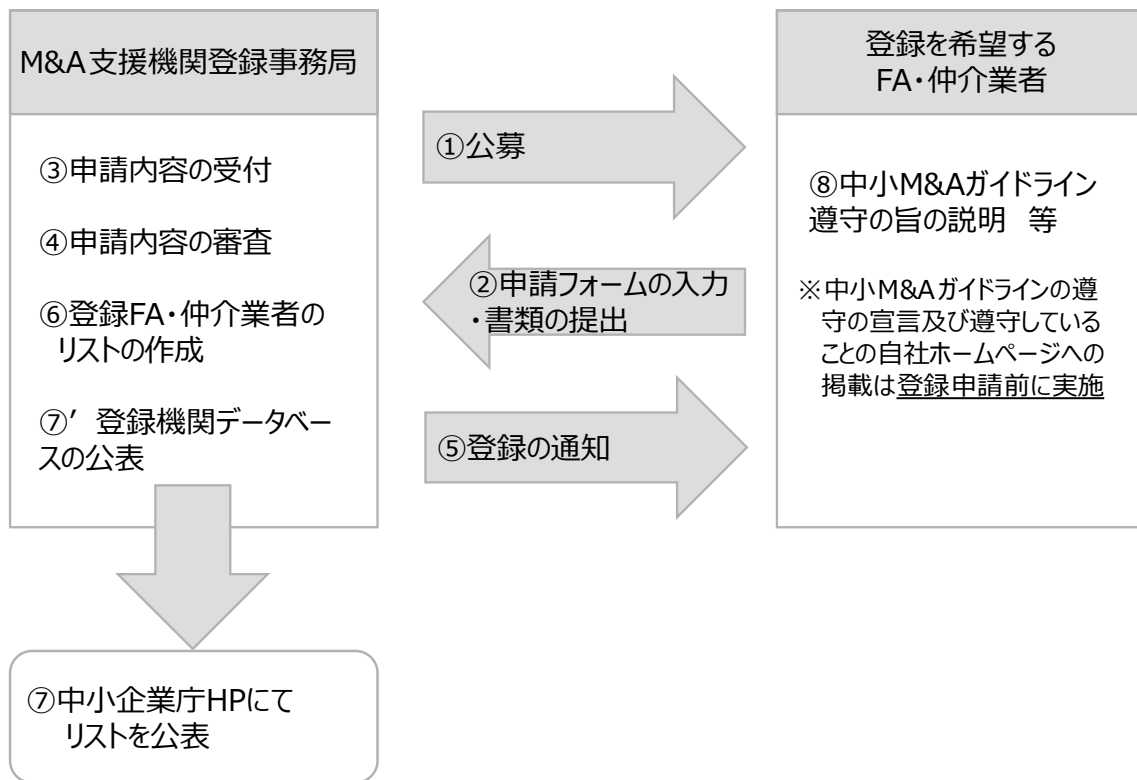 M&A支援機関登録事務局
③申請内容の受付
④申請内容の審査
⑥登録FA・仲介業者の
リストの作成
⑦’登録機関データベー
スの公表
①公募
②申請フォームの入力
・書類の提出
⑤登録の通知
登録を希望する
FA・仲介業者
⑧中小M&Aガイドライン
遵守の旨の説明 等
※中小M&Aガイドラインの遵
守の宣言及び遵守している
ことの自社ホームページへの
掲載は登録申請前に実施
⑦中小企業庁HPにて
リストを公表